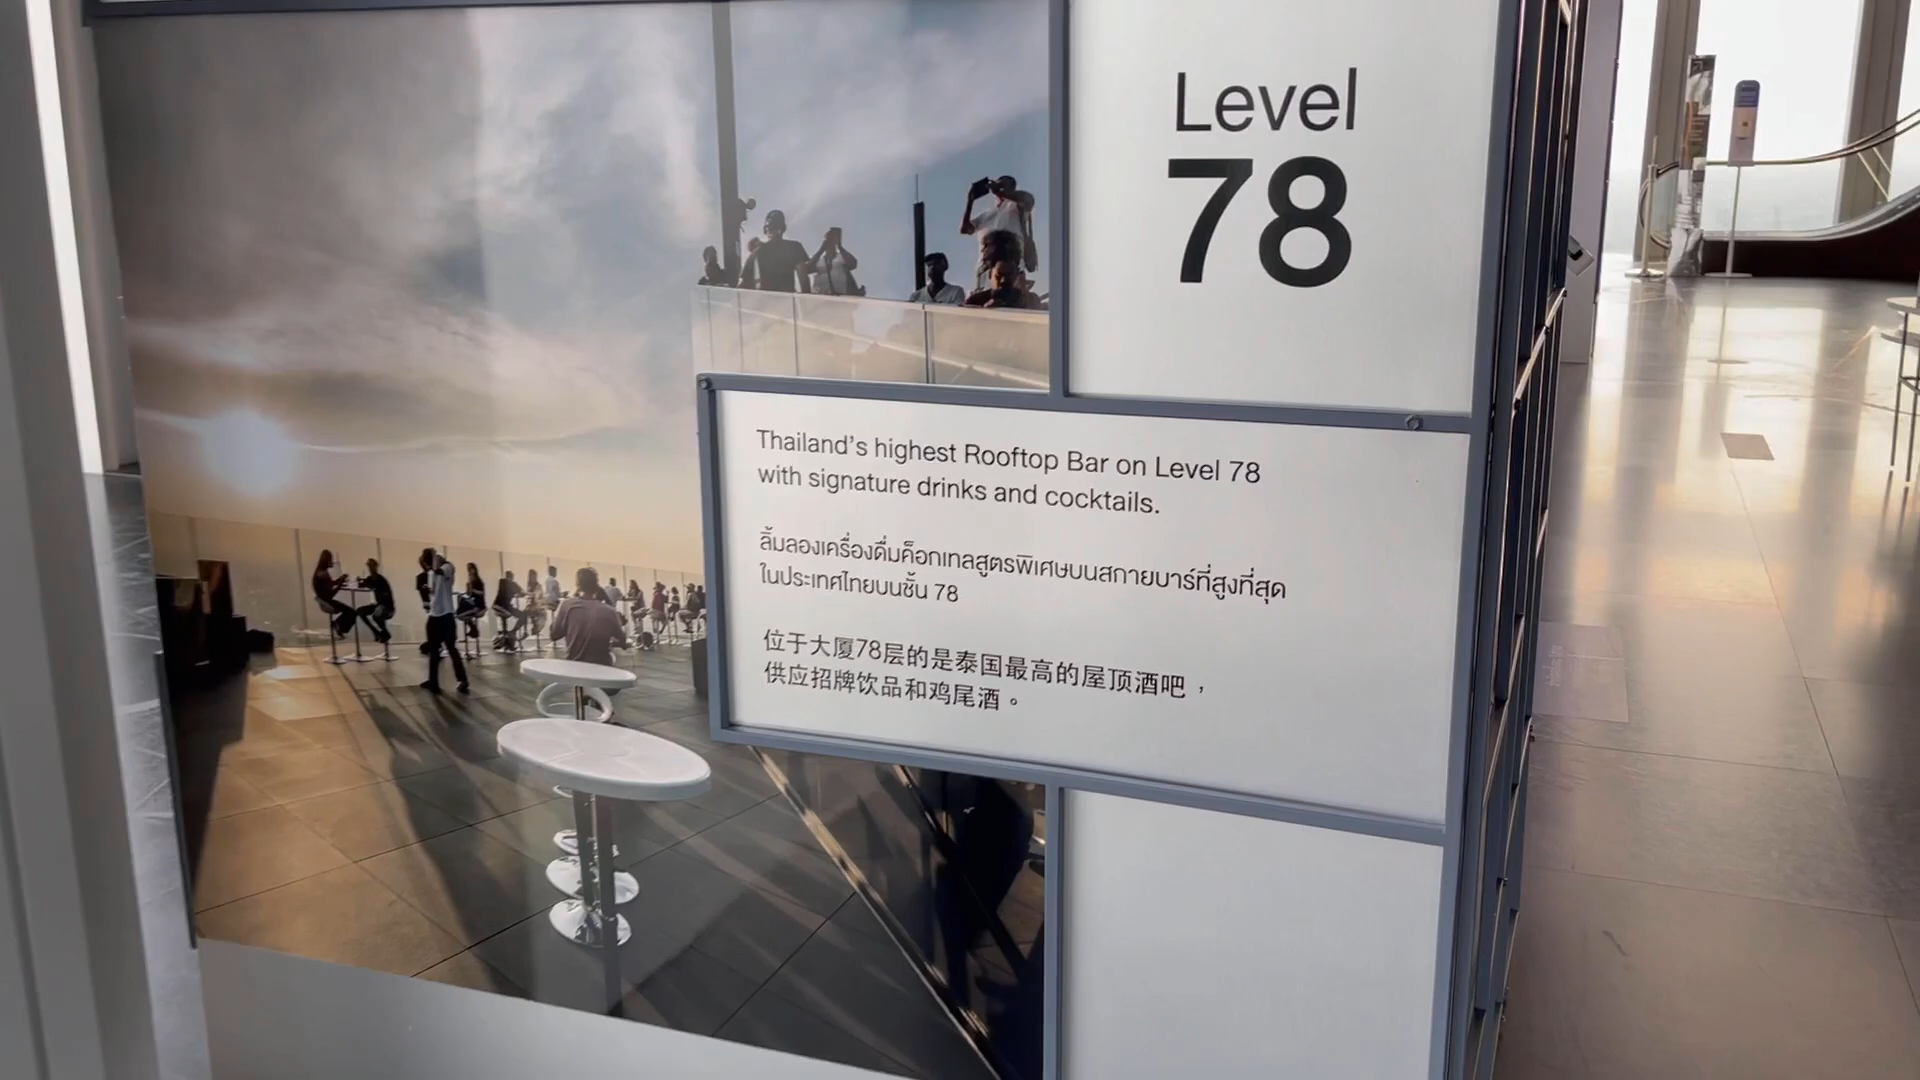 Level
78
Thailand's highest Rooftop Bar on Level 78
with signature drinks and cocktails.
ลิ้มลองเครื่องดื่มค็อกเทลสูตรพิเศษบนสกายบาร์ที่สูงที่สุด
ในประเทศไทยบนชั้น 78
位于大厦78层的是泰国最高的屋顶酒吧，
供应招牌饮品和鸡尾酒。